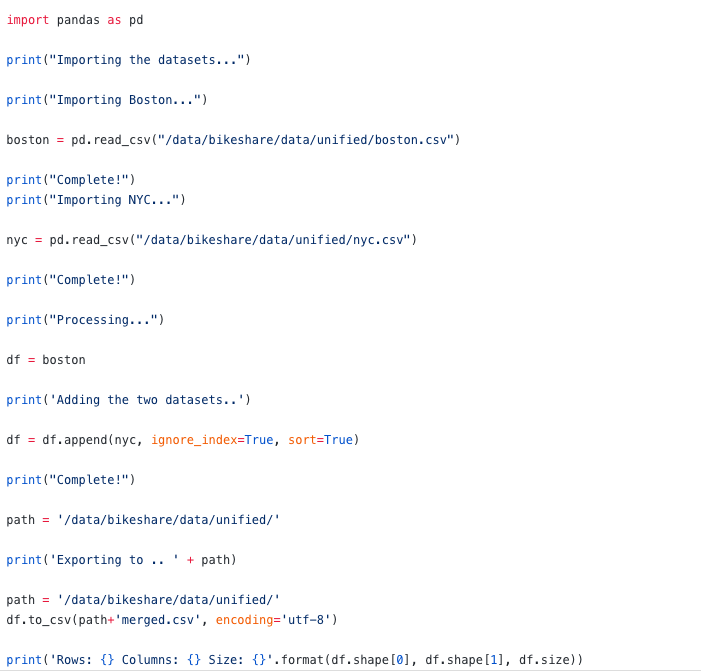 import pandas as pd
print("Importing the datasets...")
print("Importing Boston...")
boston = pd.read_csv("/data/bikeshare/data/unified/boston.csv")
print("Complete!")
print("Importing NYC...")
nyc = pd.read_csv("/data/bikeshare/data/unified/nyc.csv")
print("Complete!")
print("Processing...")
df = boston
print('Adding the two datasets..')
df = df.append(nyc, ignore_index=True, sort=True)
print("Complete!")
path = '/data/bikeshare/data/unified/'
print('Exporting to .. ' + path)
path = '/data/bikeshare/data/unified/'
df.to_csv(path+'merged.csv', encoding='utf-8')
print('Rows: {} Columns: {} Size: {}'.format(df.shape[0], df.shape[1], df.size))